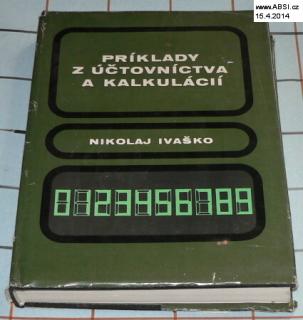 www.ABSI.cz
15.4.2014
PRÍKLADY
Z ÚČTOVNÍCTVA
A KALKULÁCIÍ
NIKOLAJ IVAŠKO
0123456789